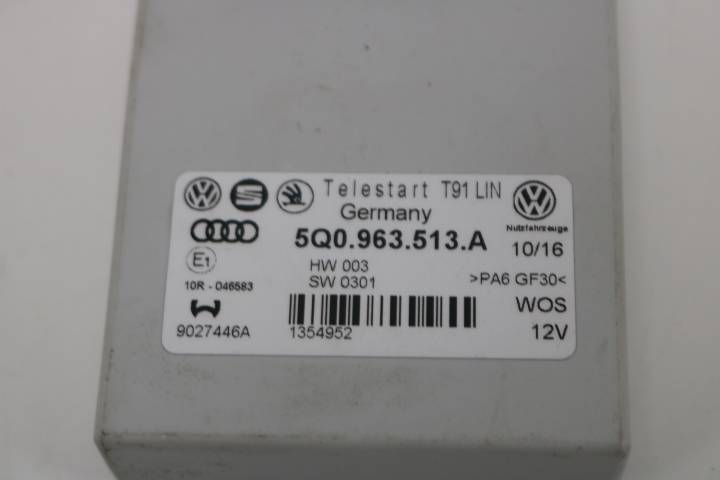 Telestart T91 LIN
Germany
Nutzfahrzeuge
5Q0.963.513.A
10/16
E1
HW 003
SW 0301
>PA6 GF30<
10R - 046583
WOS
9027446A
1354952
12V